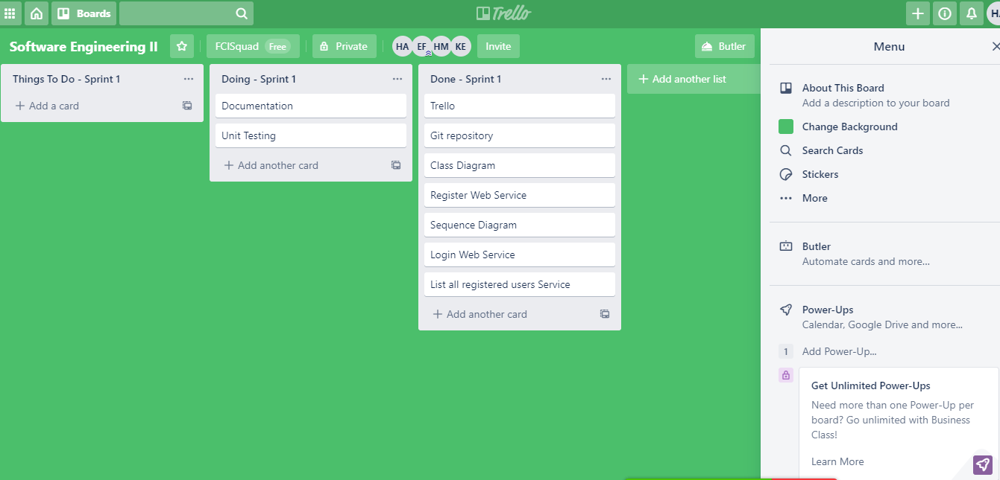 Boards
Trello
HA
Software Engineering II
FCISquad Free
Private
HA EF HM KE
Invite
Butler
Things To Do - Sprint 1
Add a card
Doing - Sprint 1
Documentation
Unit Testing
Add another card
Done - Sprint 1
Trello
Git repository
Class Diagram
Register Web Service
Sequence Diagram
Login Web Service
List all registered users Service
Add another card
Add another list
Menu
About This Board
Add a description to your board
Change Background
Search Cards
Stickers
More
Butler
Automate cards and more...
Power-Ups
Calendar, Google Drive and more...
1 Add Power-Up...
Get Unlimited Power-Ups
Need more than one Power-Up per
board? Go unlimited with Business
Class!
Learn More